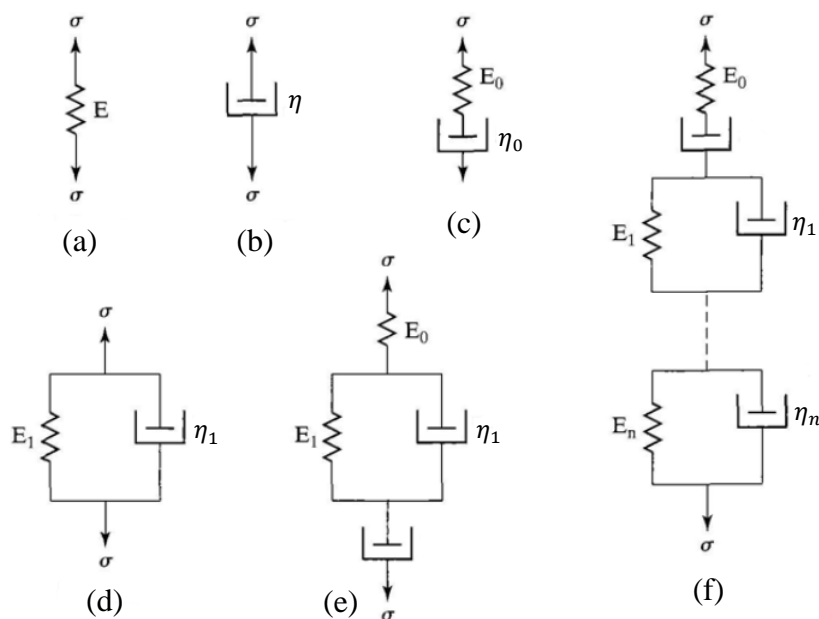 σ
E
σ
(a)
σ
η
σ
(b)
σ
E₀
η₀
(c)
σ
E₀
E₁
η₁
Eₙ
ηₙ
σ
(f)
σ
E₁
η₁
σ
(d)
σ
E₀
E₁
η₁
σ
(e)